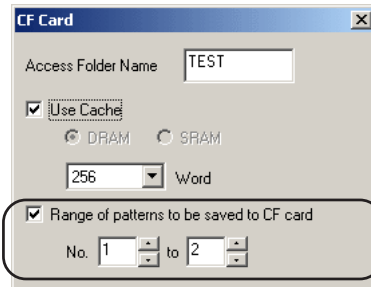 CF Card
Access Folder Name TEST
Use Cache
DRAM SRAM
256 Word
Range of patterns to be saved to CF card
No. 1 to 2